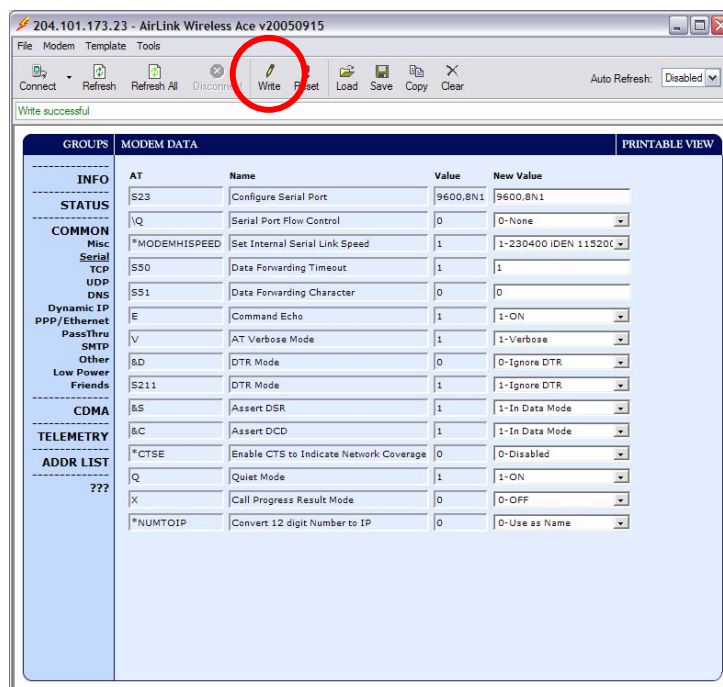 204.101.173.23 - AirLink Wireless Ace v20050915
File Modem Template Tools
Connect Refresh Refresh All Disconnect Write Reset Load Save Copy Clear Auto Refresh: Disabled
Write successful
GROUPS MODEM DATA PRINTABLE VIEW
INFO
STATUS
COMMON
Misc
Serial
TCP
UDP
DNS
Dynamic IP
PPP/Ethernet
PassThru
SMTP
Other
Low Power
Friends
CDMA
TELEMETRY
ADDR LIST
???
AT Name Value New Value
S23 Configure Serial Port 9600,8N1 9600,8N1
\Q Serial Port Flow Control 0 0-None
*MODEMHISPEED Set Internal Serial Link Speed 1 1-230400 iDEN 11520(
S50 Data Forwarding Timeout 1 1
S51 Data Forwarding Character 0 0
E Command Echo 1 1-ON
V AT Verbose Mode 1 1-Verbose
&D DTR Mode 0 0-Ignore DTR
S211 DTR Mode 1 1-Ignore DTR
&S Assert DSR 1 1-In Data Mode
&C Assert DCD 1 1-In Data Mode
*CTSE Enable CTS to Indicate Network Coverage 0 0-Disabled
Q Quiet Mode 1 1-ON
X Call Progress Result Mode 0 0-OFF
*NUMTOIP Convert 12 digit Number to IP 0 0-Use as Name